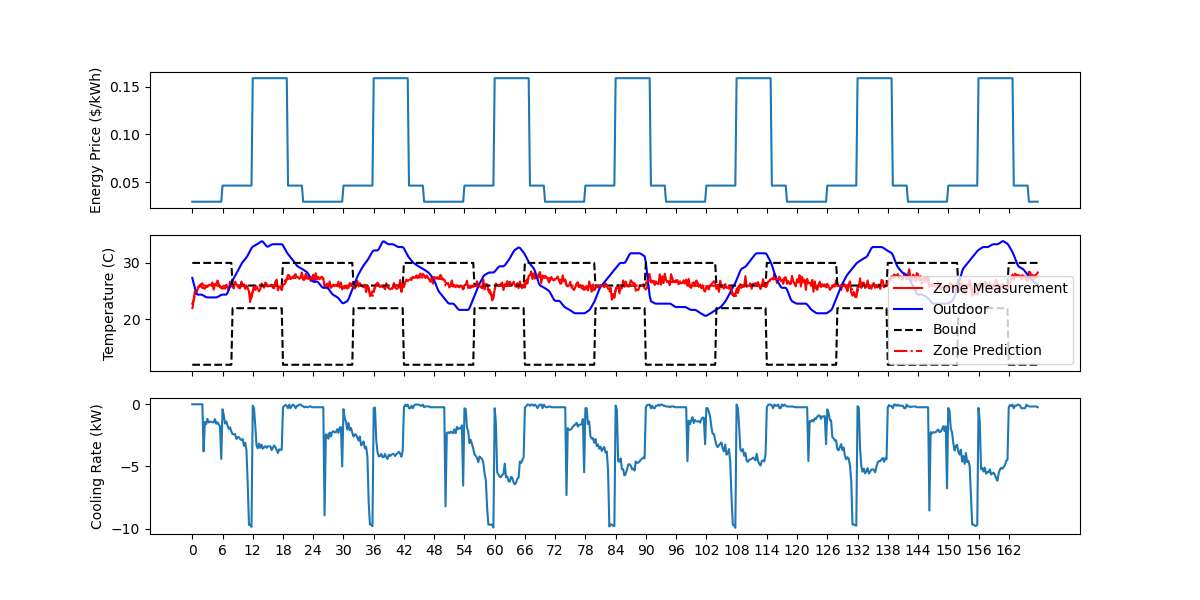 Energy Price ($/kWh)
0.15
0.10
0.05
Temperature (C)
30
20
Zone Measurement
Outdoor
Bound
Zone Prediction
Cooling Rate (kW)
0
−5
−10
0 6 12 18 24 30 36 42 48 54 60 66 72 78 84 90 96 102 108 114 120 126 132 138 144 150 156 162